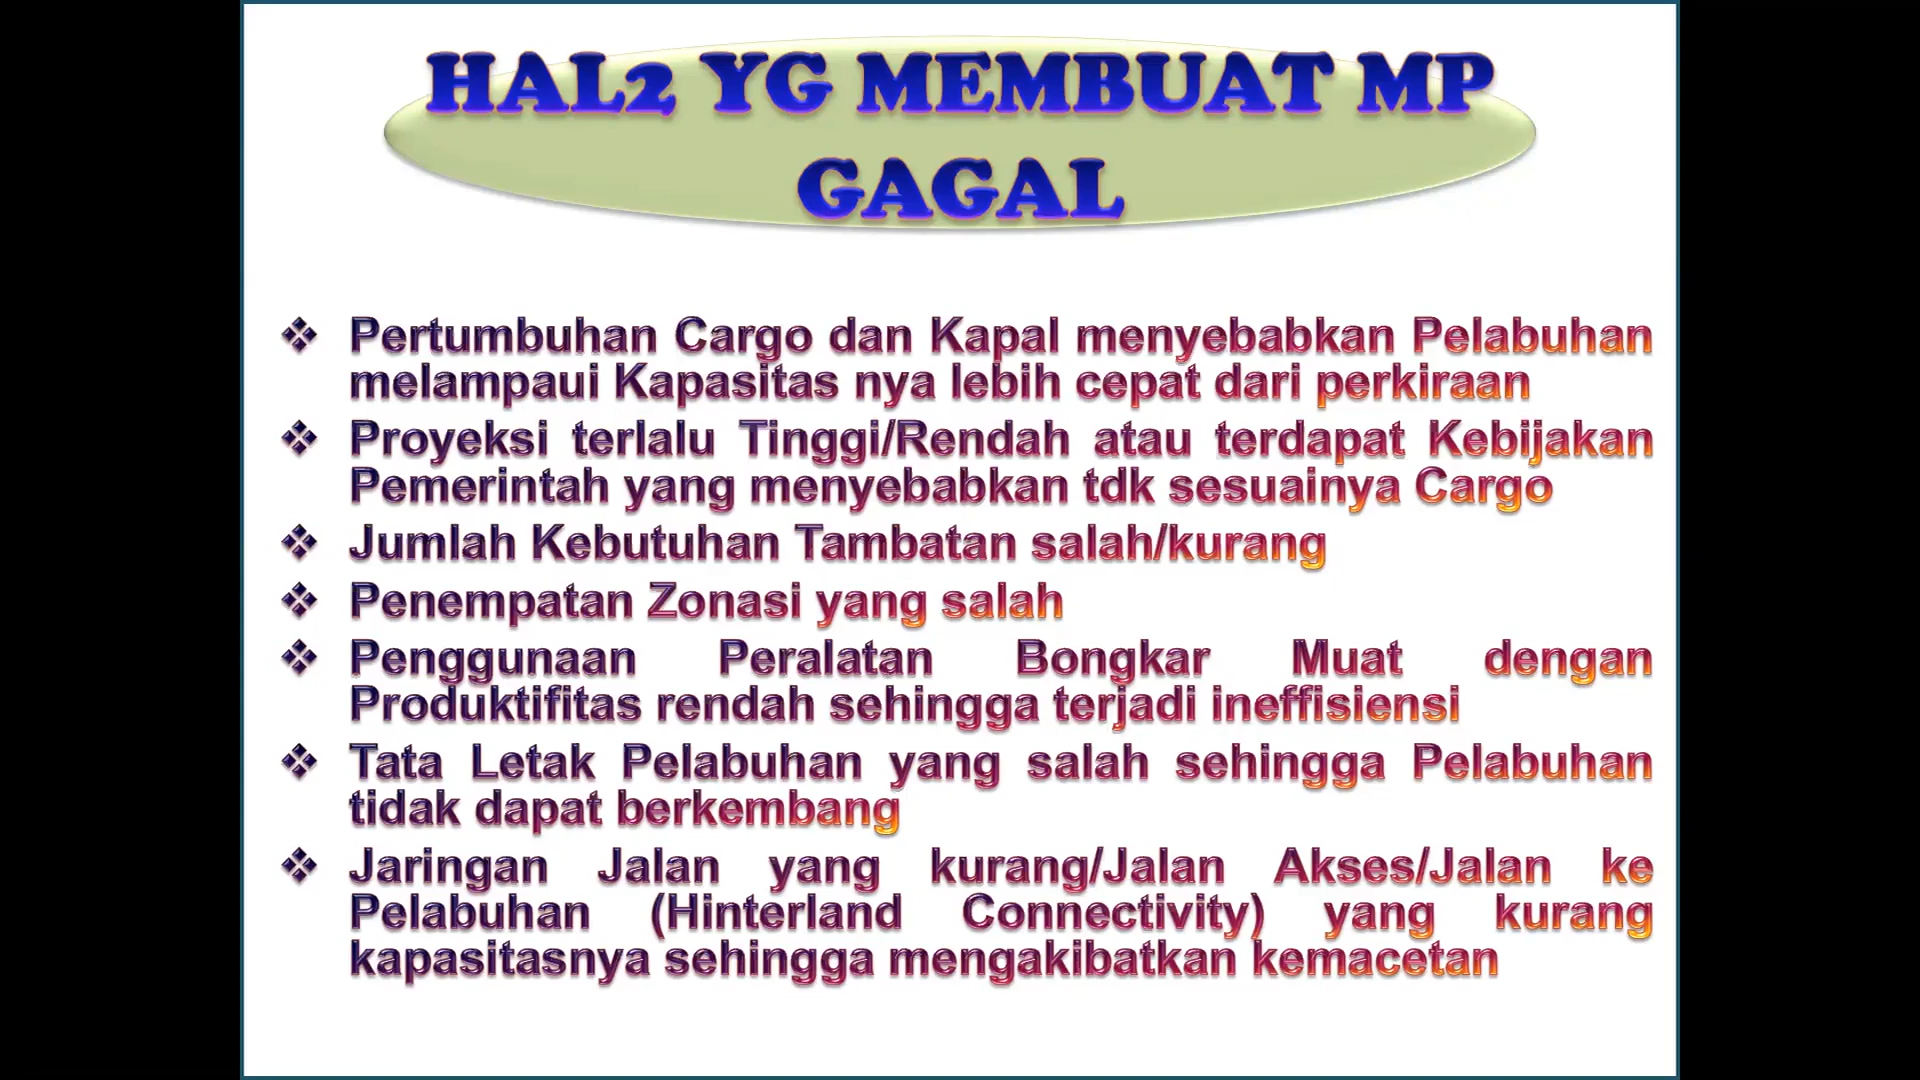 HAL2 YG MEMBUAT MP
GAGAL
❖ Pertumbuhan Cargo dan Kapal menyebabkan Pelabuhan
melampaui Kapasitas nya lebih cepat dari perkiraan
❖ Proyeksi terlalu Tinggi/Rendah atau terdapat Kebijakan
Pemerintah yang menyebabkan tdk sesuainya Cargo
❖ Jumlah Kebutuhan Tambatan salah/kurang
❖ Penempatan Zonasi yang salah
❖ Penggunaan Peralatan Bongkar Muat dengan
Produktifitas rendah sehingga terjadi ineffisiensi
❖ Tata Letak Pelabuhan yang salah sehingga Pelabuhan
tidak dapat berkembang
❖ Jaringan Jalan yang kurang/Jalan Akses/Jalan ke
Pelabuhan (Hinterland Connectivity) yang kurang
kapasitasnya sehingga mengakibatkan kemacetan